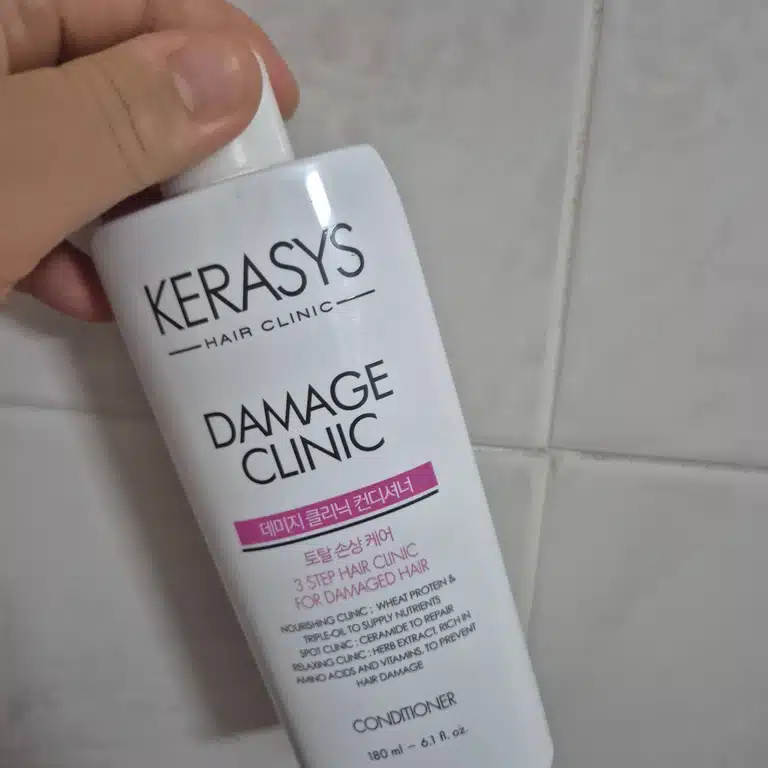 KERASYS
HAIR CLINIC
DAMAGE
CLINIC
데미지 클리닉 컨디셔너
토탈 손상 케어
3 STEP HAIR CLINIC
FOR DAMAGED HAIR
NOURISHING CLINIC ; WHEAT PROTEIN &
TRIPLE-OIL TO SUPPLY NUTRIENTS
SPOT CLINIC ; CERAMIDE TO REPAIR
RELAXING CLINIC ; HERB EXTRACT, RICH IN
AMINO ACIDS AND VITAMINS, TO PREVENT
HAIR DAMAGE
CONDITIONER
180 ml – 6.1 fl. oz.